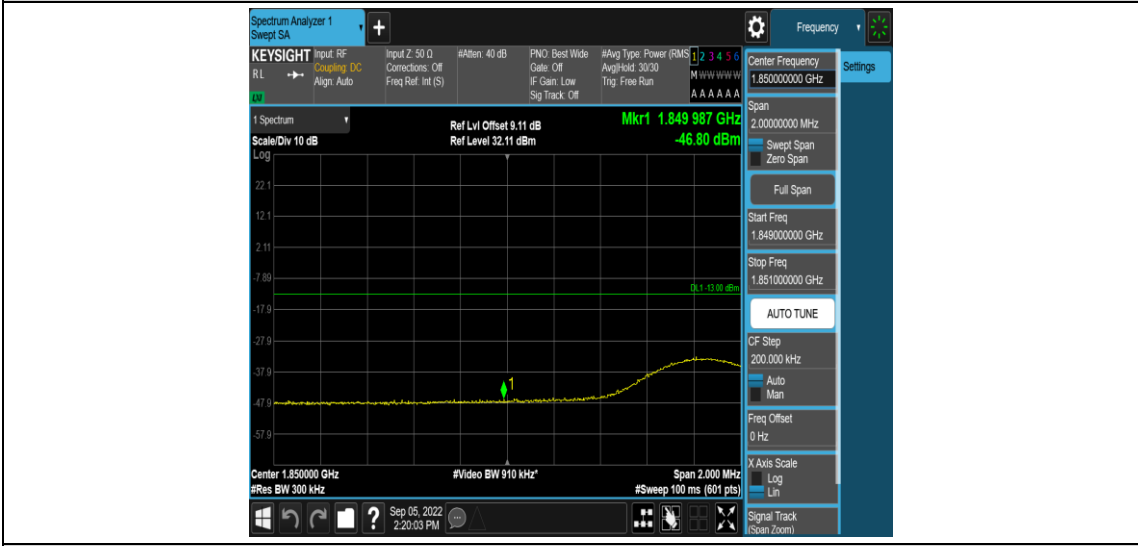 Spectrum Analyzer 1
Swept SA
+
Frequency
KEYSIGHT
RL
LXI
Input: RF
Coupling: DC
Align: Auto
Input Z: 50 Ω
Corrections: Off
Freq Ref: Int (S)
#Atten: 40 dB
PNO: Best Wide
Gate: Off
IF Gain: Low
Sig Track: Off
#Avg Type: Power (RMS
Avg|Hold: 30/30
Trig: Free Run
1 2 3 4 5 6
M W W W W W
A A A A A A
1 Spectrum
Scale/Div 10 dB
Log
Ref Lvl Offset 9.11 dB
Ref Level 32.11 dBm
Mkr1 1.849 987 GHz
-46.80 dBm
22.1
12.1
2.11
-7.89
DL1 -13.00 dBm
-17.9
-27.9
-37.9
1
-47.9
-57.9
Center 1.850000 GHz
#Video BW 910 kHz*
Span 2.000 MHz
#Res BW 300 kHz
#Sweep 100 ms (601 pts)
?
Sep 05, 2022
2:20:03 PM
Center Frequency
1.850000000 GHz
Settings
Span
2.00000000 MHz
Swept Span
Zero Span
Full Span
Start Freq
1.849000000 GHz
Stop Freq
1.851000000 GHz
AUTO TUNE
CF Step
200.000 kHz
Auto
Man
Freq Offset
0 Hz
X Axis Scale
Log
Lin
Signal Track
(Span Zoom)